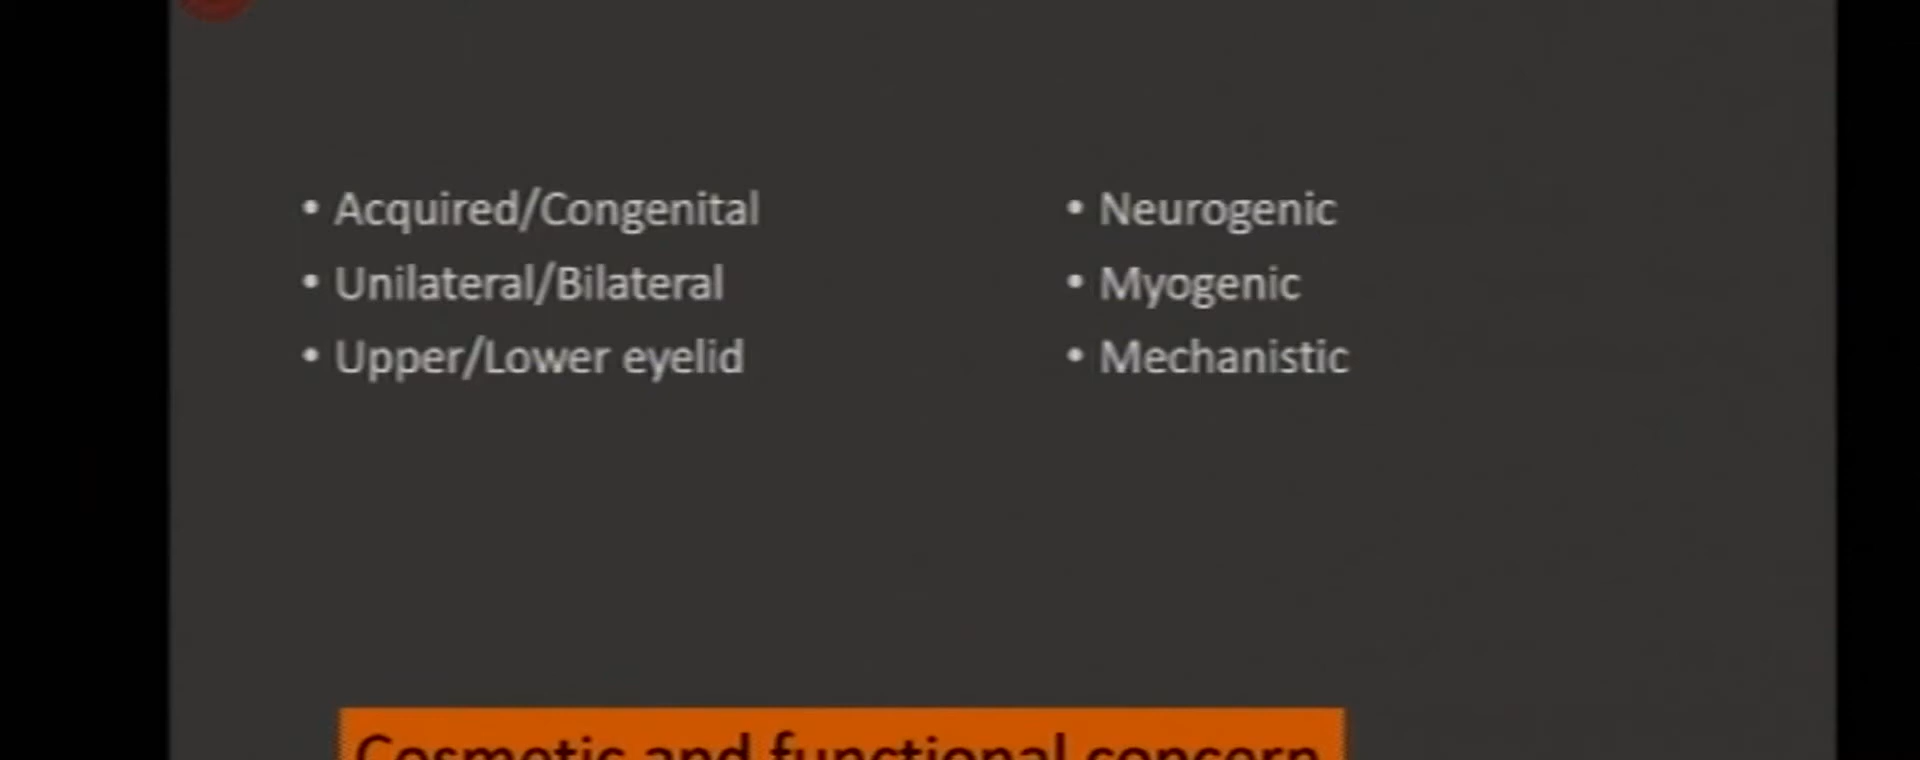 • Acquired/Congenital
• Unilateral/Bilateral
• Upper/Lower eyelid
• Neurogenic
• Myogenic
• Mechanistic
Cosmetic and functional concern